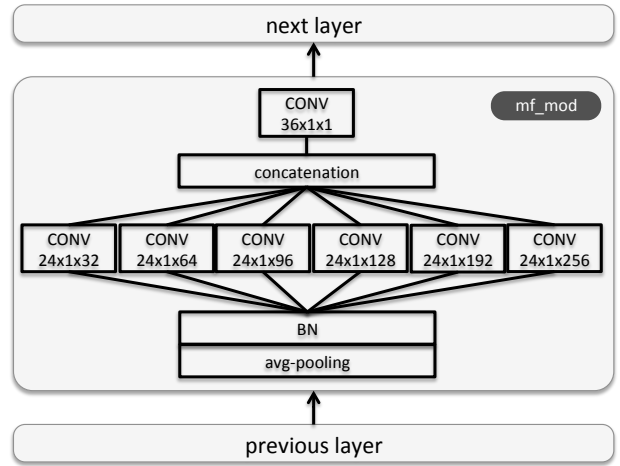 next layer
mf_mod
CONV
36x1x1
concatenation
CONV
24x1x32
CONV
24x1x64
CONV
24x1x96
CONV
24x1x128
CONV
24x1x192
CONV
24x1x256
BN
avg-pooling
previous layer